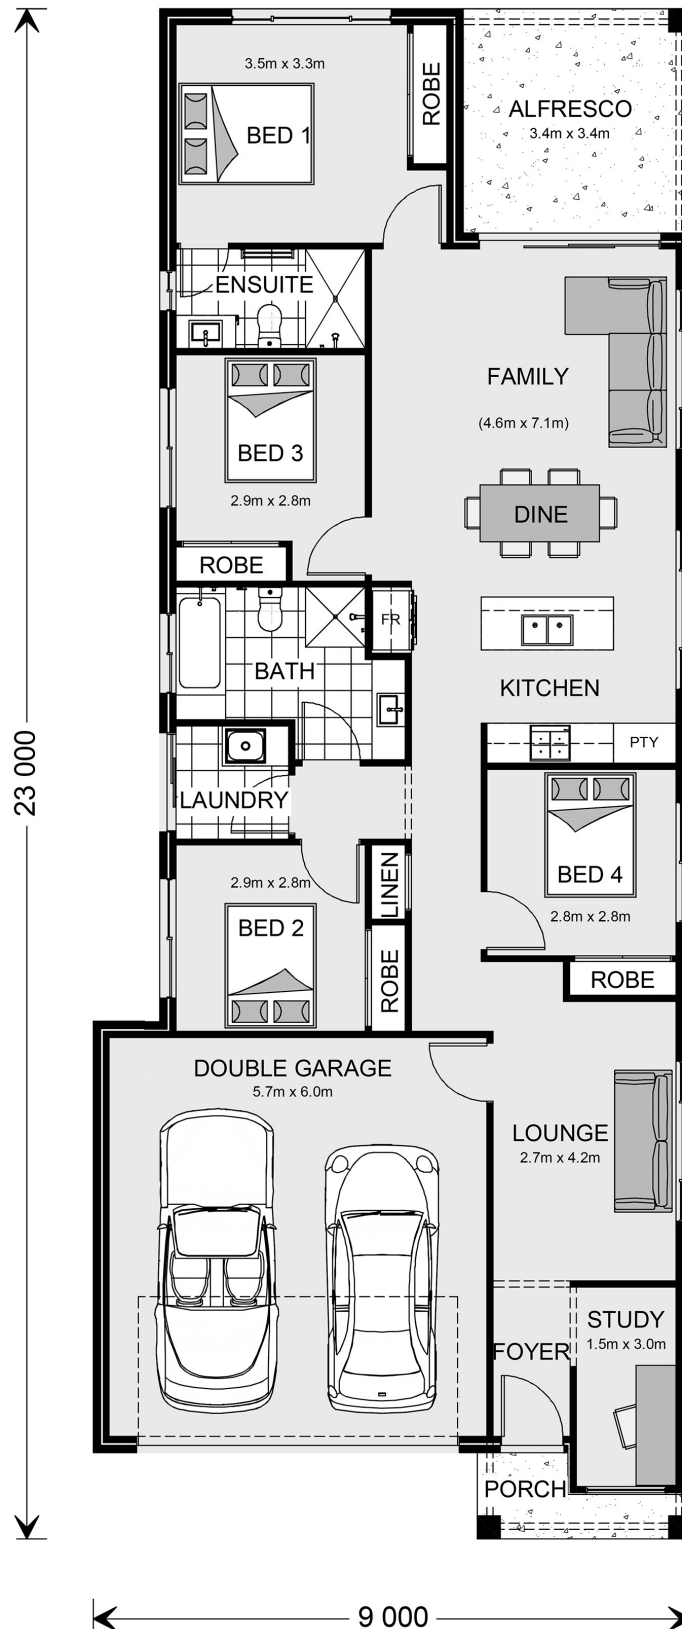 3.5m x 3.3m
BED 1
ROBE
ALFRESCO
3.4m x 3.4m
ENSUITE
FAMILY
(4.6m x 7.1m)
BED 3
2.9m x 2.8m
DINE
ROBE
FR
BATH
KITCHEN
PTY
23 000
LAUNDRY
2.9m x 2.8m
BED 2
LINEN
ROBE
BED 4
2.8m x 2.8m
ROBE
DOUBLE GARAGE
5.7m x 6.0m
LOUNGE
2.7m x 4.2m
STUDY
1.5m x 3.0m
FOYER
PORCH
9 000